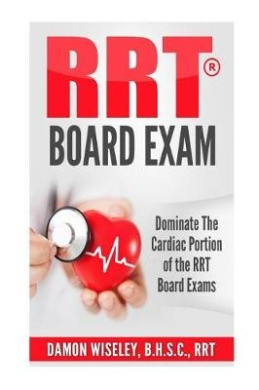 RRT®
BOARD EXAM
Dominate The
Cardiac Portion
of the RRT
Board Exams
DAMON WISELEY, B.H.S.C., RRT